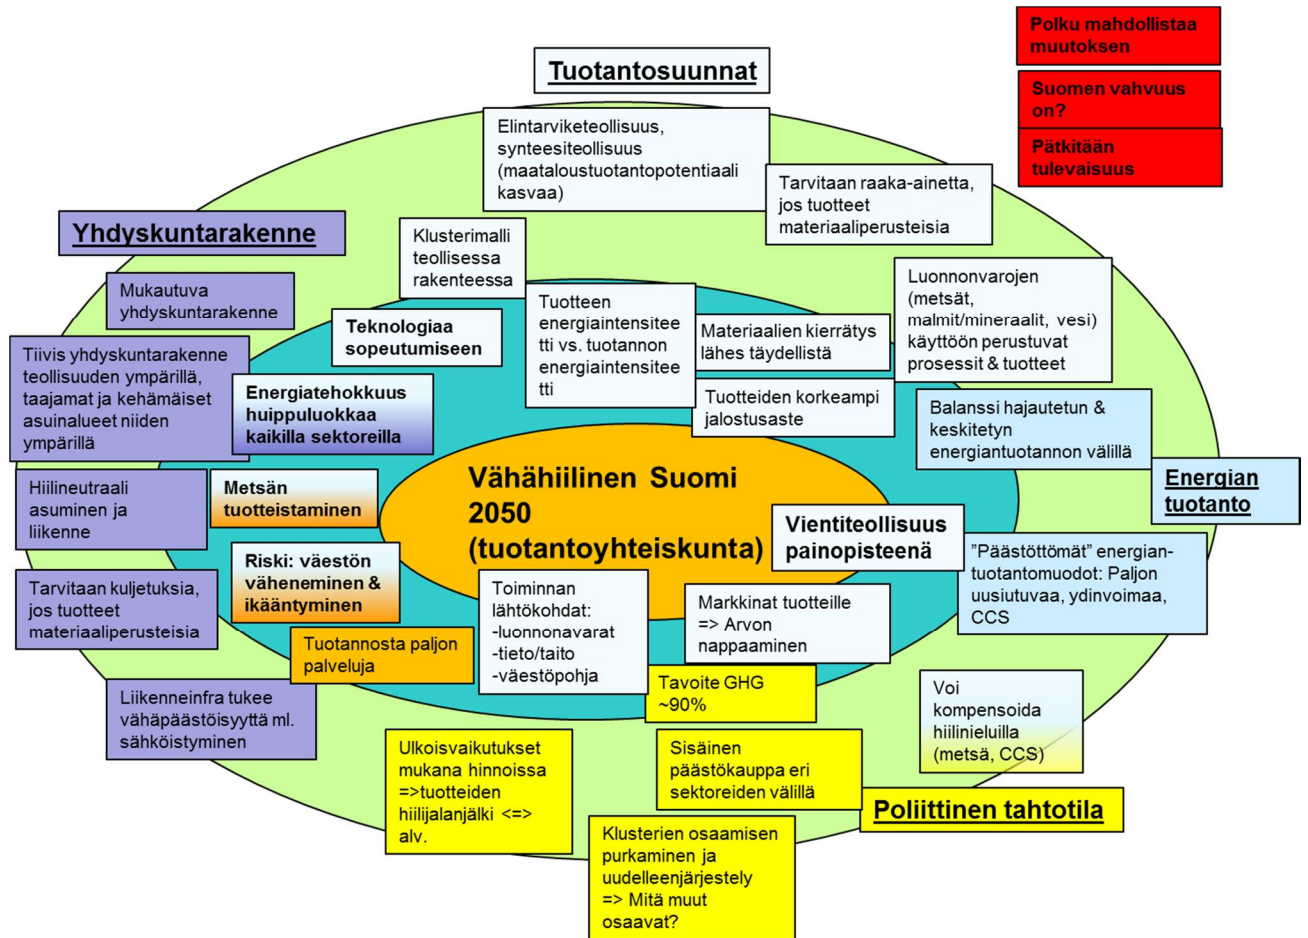 Polku mahdollistaa
muutoksen
Suomen vahvuus
on?
Pätkitään
tulevaisuus
Tuotantosuunnat
Elintarviketeollisuus,
synteesiteollisuus
(maataloustuotantopotentiaali
kasvaa)
Tarvitaan raaka-ainetta,
jos tuotteet
materiaaliperusteisia
Yhdyskuntarakenne
Klusterimalli
teollisessa
rakenteessa
Mukautuva
yhdyskuntarakenne
Luonnonvarojen
(metsät,
malmit/mineraalit, vesi)
käyttöön perustuvat
prosessit & tuotteet
Tuotteen
energiaintensitee
tti vs. tuotannon
energiaintensitee
tti
Teknologiaa
sopeutumiseen
Materiaalien kierrätys
lähes täydellistä
Tiivis yhdyskuntarakenne
teollisuuden ympärillä,
taajamat ja kehämäiset
asuinalueet niiden
ympärillä
Energiatehokkuus
huippuluokkaa
kaikilla sektoreilla
Tuotteiden korkeampi
jalostusaste
Balanssi hajautetun &
keskitetyn
energiantuotannon välillä
Energian
tuotanto
Vähähiilinen Suomi
2050
(tuotantoyhteiskunta)
Hiilineutraali
asuminen ja
liikenne
Metsän
tuotteistaminen
Vientiteollisuus
painopisteenä
"Päästöttömät" energian-
tuotantomuodot: Paljon
uusiutuvaa, ydinvoimaa,
CCS
Riski: väestön
väheneminen &
ikääntyminen
Tarvitaan kuljetuksia,
jos tuotteet
materiaaliperusteisia
Toiminnan
lähtökohdat:
-luonnonavarat
-tieto/taito
-väestöpohja
Markkinat tuotteille
=> Arvon
nappaaminen
Tuotannosta paljon
palveluja
Tavoite GHG
~90%
Liikenneinfra tukee
vähäpäästöisyyttä ml.
sähköistyminen
Voi
kompensoida
hiilinieluilla
(metsä, CCS)
Ulkoisvaikutukset
mukana hinnoissa
=>tuotteiden
hiilijalanjälki <=>
alv.
Sisäinen
päästökauppa eri
sektoreiden välillä
Poliittinen tahtotila
Klusterien osaamisen
purkaminen ja
uudelleenjärjestely
=> Mitä muut
osaavat?